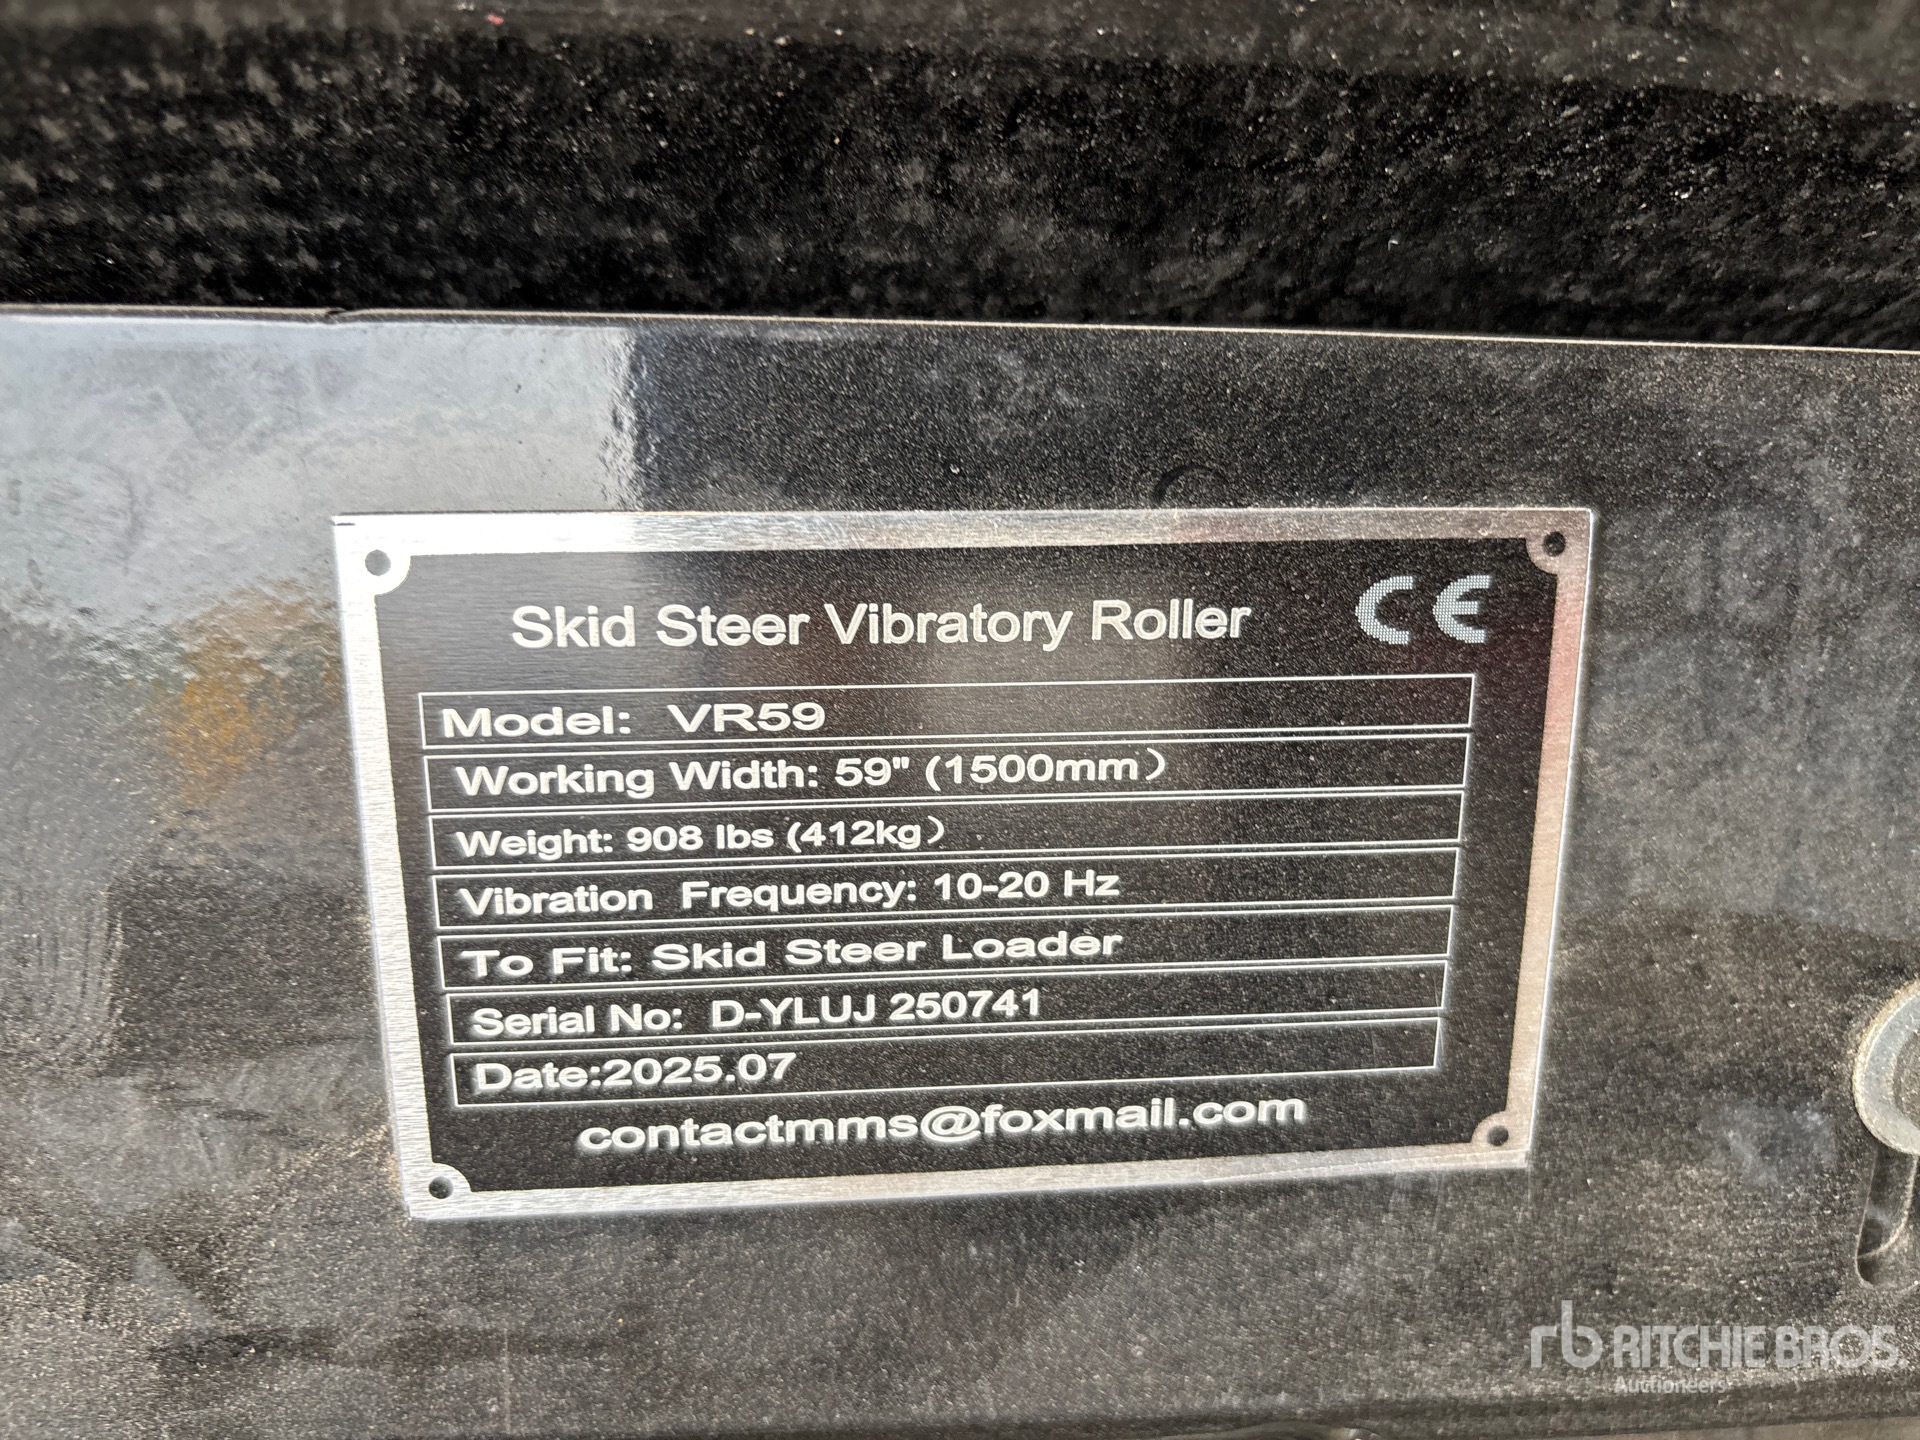 Skid Steer Vibratory Roller CE
Model: VR59
Working Width: 59" (1500mm)
Weight: 908 lbs (412kg)
Vibration Frequency: 10-20 Hz
To Fit: Skid Steer Loader
Serial No: D-YLUJ 250741
Date:2025.07
contactmms@foxmail.com
rb RITCHIE BROS.
Auctioneers